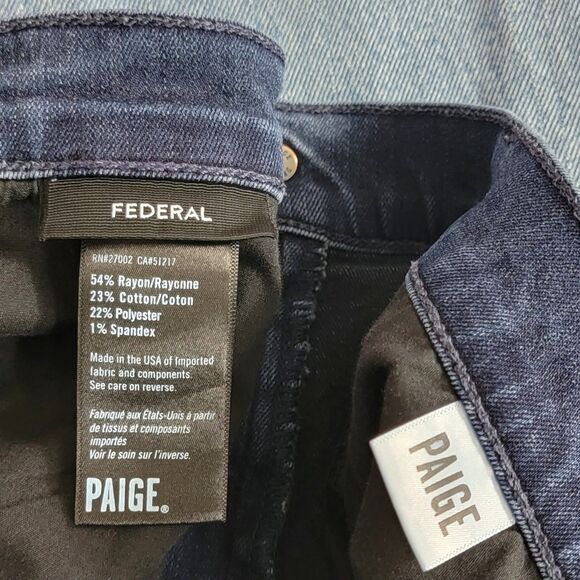 FEDERAL
RN#27002 CA#51217
54% Rayon/Rayonne
23% Cotton/Coton
22% Polyester
1% Spandex
Made in the USA of Imported
fabric and components.
See care on reverse.
Fabriqué aux États-Unis à partir
de tissus et composants
importés
Voir le soin sur l'inverse.
PAIGE®
PAIGE